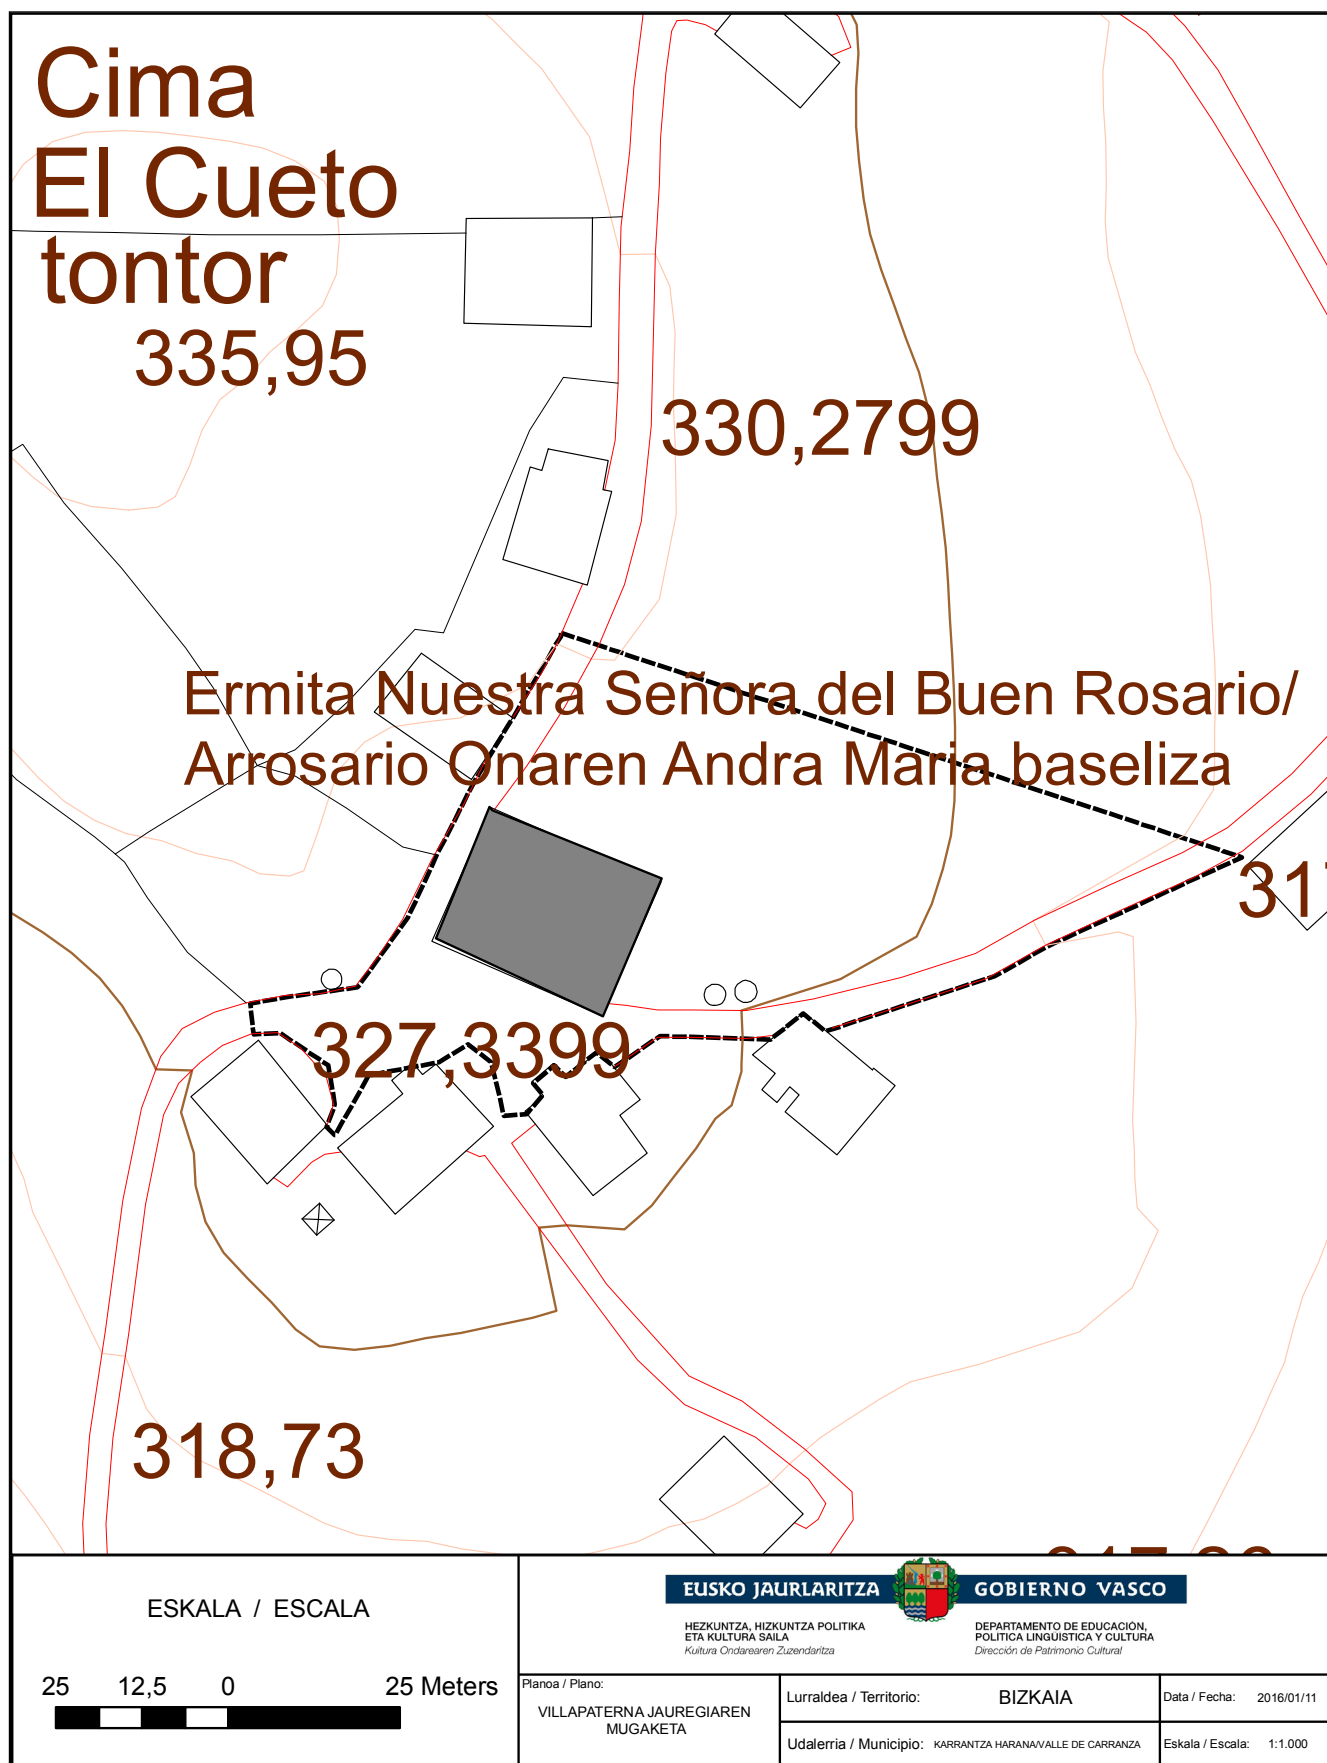 Cima
El Cueto
tontor
335,95
330,2799
Ermita Nuestra Señora del Buen Rosario/
Arrosario Onaren Andra Maria baseliza
317
327,3399
318,73
ESKALA / ESCALA
25 12,5 0 25 Meters
EUSKO JAURLARITZA GOBIERNO VASCO
HEZKUNTZA, HIZKUNTZA POLITIKA
ETA KULTURA SAILA
Kultura Ondarearen Zuzendaritza
DEPARTAMENTO DE EDUCACIÓN,
POLÍTICA LINGÜÍSTICA Y CULTURA
Dirección de Patrimonio Cultural
Planoa / Plano:
VILLAPATERNA JAUREGIAREN
MUGAKETA
Lurraldea / Territorio: BIZKAIA
Data / Fecha: 2016/01/11
Udalerria / Municipio: KARRANTZA HARANA/VALLE DE CARRANZA
Eskala / Escala: 1:1.000